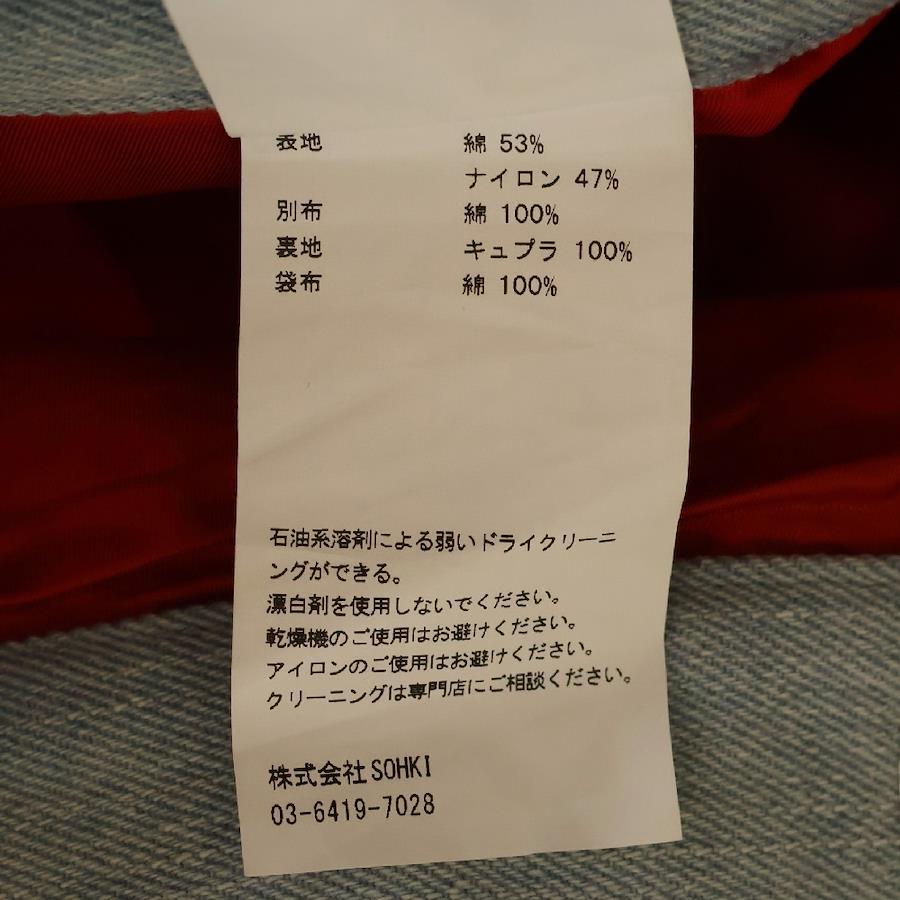 表地 綿 53%
ナイロン 47%
別布 綿 100%
裏地 キュプラ 100%
袋布 綿 100%
石油系溶剤による弱いドライクリーニ
ングができる。
漂白剤を使用しないでください。
乾燥機のご使用はお避けください。
アイロンのご使用はお避けください。
クリーニングは専門店にご相談ください。
株式会社SOHKI
03-6419-7028